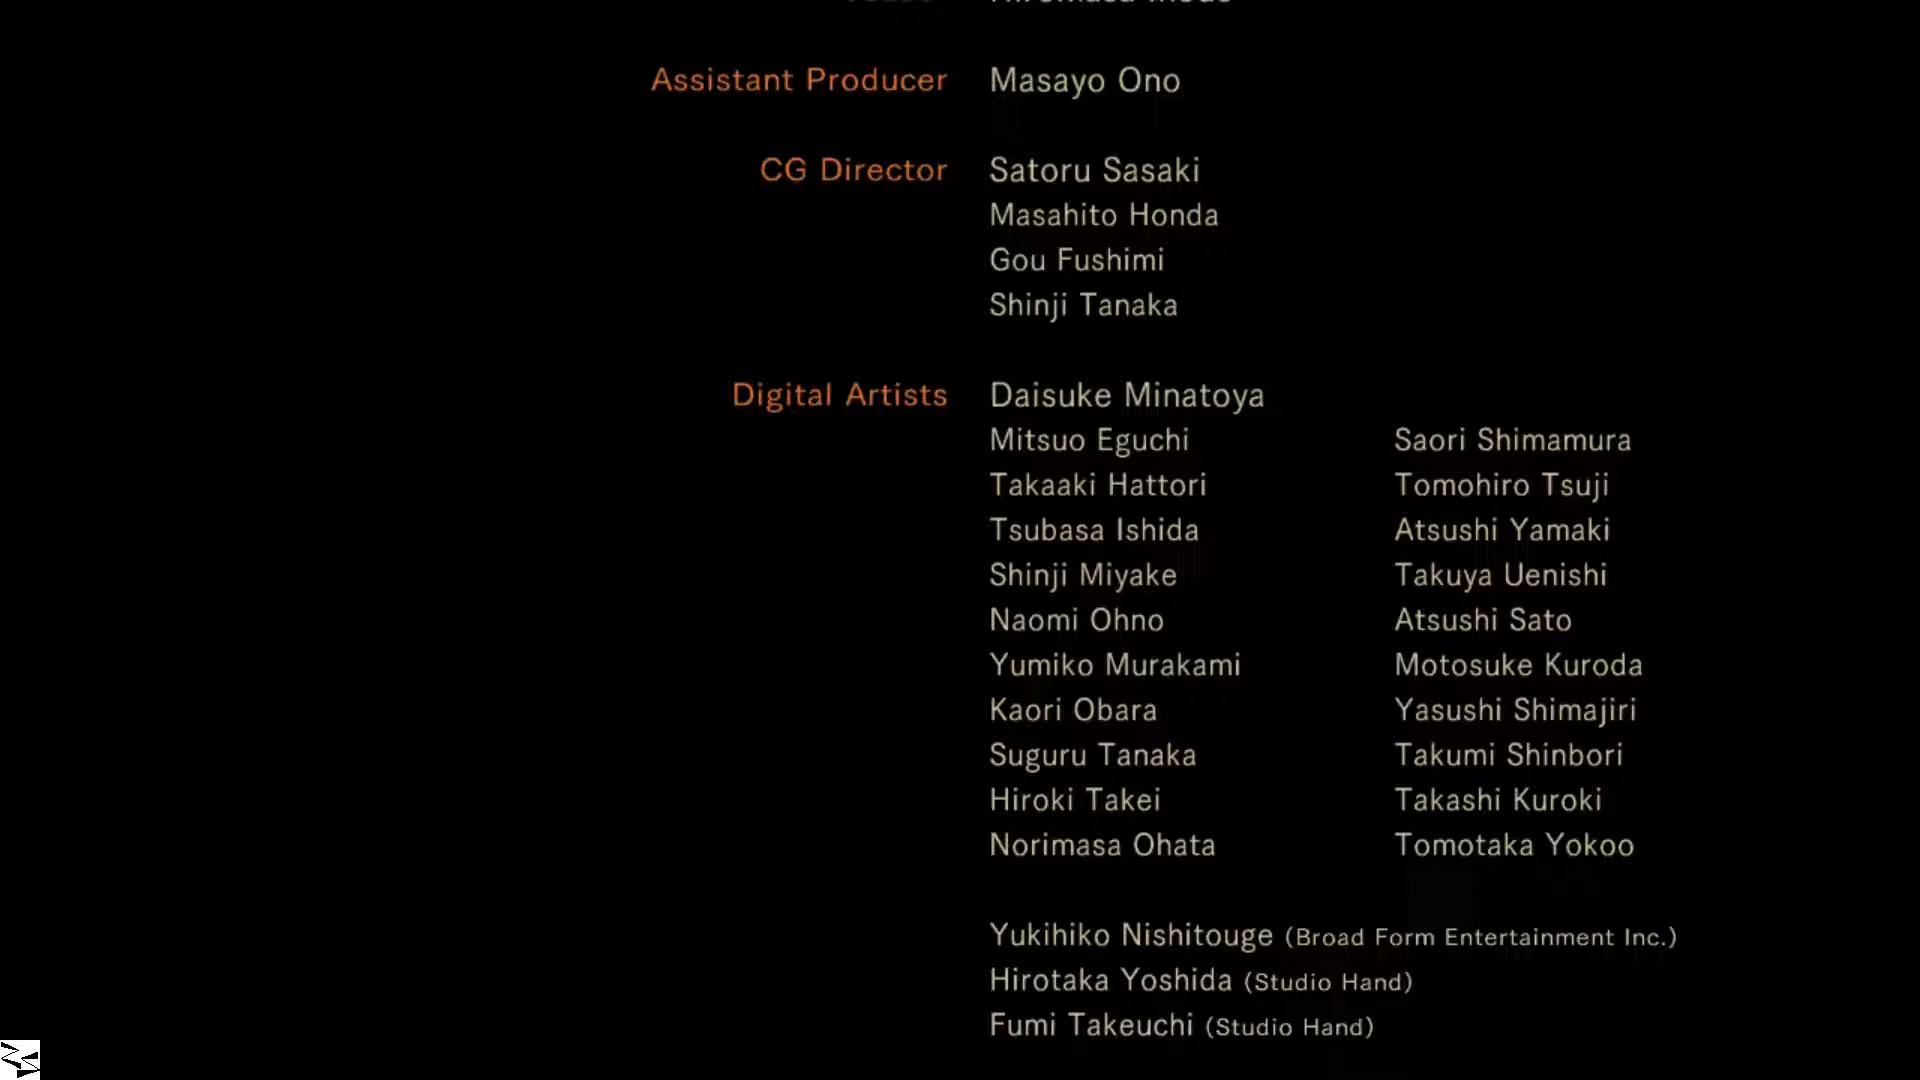 Assistant Producer Masayo Ono
CG Director Satoru Sasaki
Masahito Honda
Gou Fushimi
Shinji Tanaka
Digital Artists Daisuke Minatoya
Mitsuo Eguchi Saori Shimamura
Takaaki Hattori Tomohiro Tsuji
Tsubasa Ishida Atsushi Yamaki
Shinji Miyake Takuya Uenishi
Naomi Ohno Atsushi Sato
Yumiko Murakami Motosuke Kuroda
Kaori Obara Yasushi Shimajiri
Suguru Tanaka Takumi Shinbori
Hiroki Takei Takashi Kuroki
Norimasa Ohata Tomotaka Yokoo
Yukihiko Nishitouge (Broad Form Entertainment Inc.)
Hirotaka Yoshida (Studio Hand)
Fumi Takeuchi (Studio Hand)